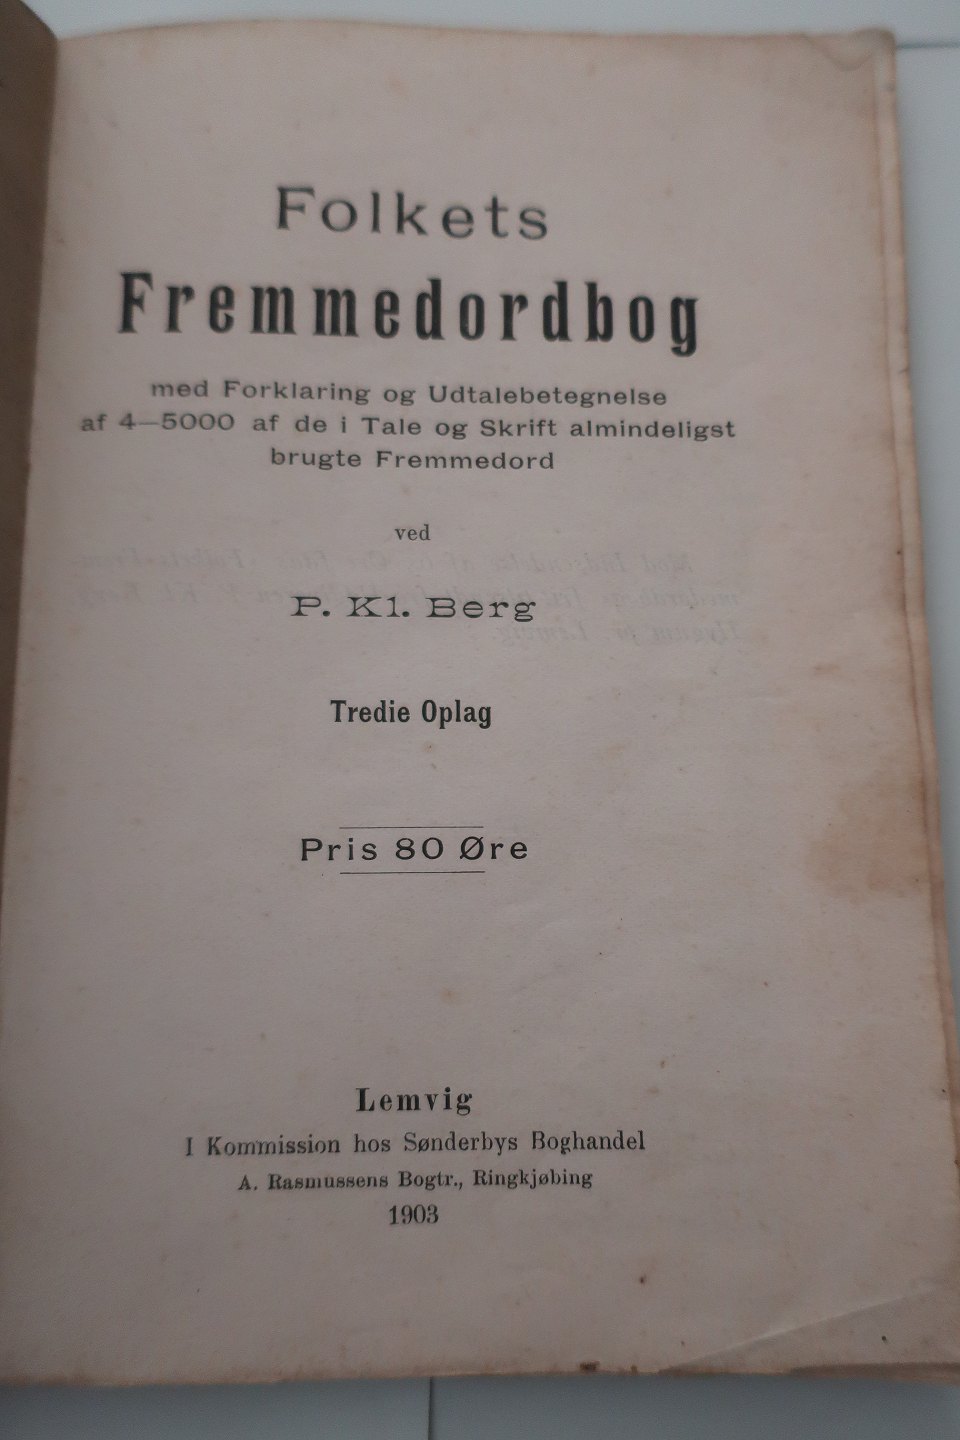 Folkets
Fremmedordbog
med Forklaring og Udtalebetegnelse
af 4—5000 af de i Tale og Skrift almindeligst
brugte Fremmedord
ved
P. Kl. Berg
Tredie Oplag
Pris 80 Øre
Lemvig
I Kommission hos Sønderbys Boghandel
A. Rasmussens Bogtr., Ringkjøbing
1903